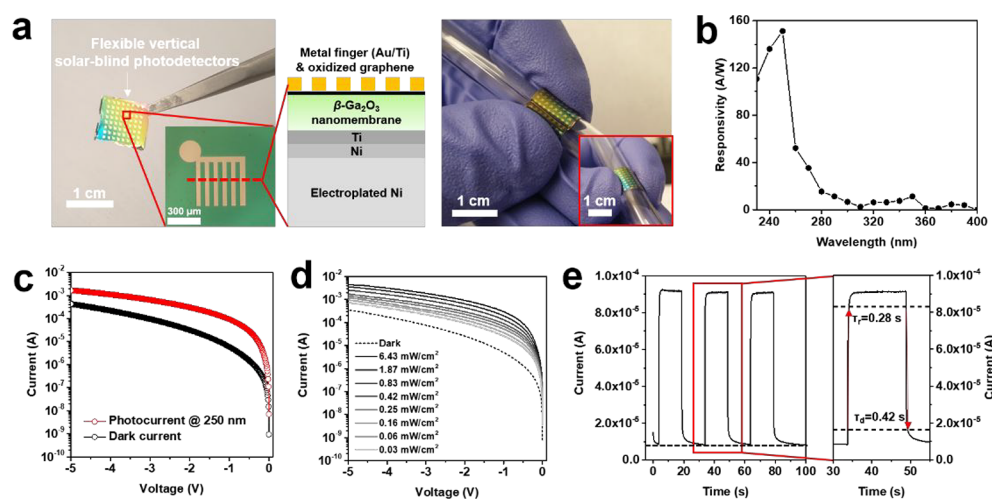 a
Flexible vertical
solar-blind photodetectors
1 cm
300 μm
Metal finger (Au/Ti)
& oxidized graphene
β-Ga₂O₃
nanomembrane
Ti
Ni
Electroplated Ni
1 cm
1 cm
b
Responsivity (A/W)
160
120
80
40
0
240
280
320
360
400
Wavelength (nm)
c
Current (A)
10⁻²
10⁻³
10⁻⁴
10⁻⁵
10⁻⁶
10⁻⁷
10⁻⁸
10⁻⁹
10⁻¹⁰
Photocurrent @ 250 nm
Dark current
-5
-4
-3
-2
-1
0
Voltage (V)
d
Current (A)
10⁻²
10⁻³
10⁻⁴
10⁻⁵
10⁻⁶
10⁻⁷
10⁻⁸
10⁻⁹
10⁻¹⁰
Dark
6.43 mW/cm²
1.87 mW/cm²
0.83 mW/cm²
0.42 mW/cm²
0.25 mW/cm²
0.16 mW/cm²
0.06 mW/cm²
0.03 mW/cm²
-5
-4
-3
-2
-1
0
Voltage (V)
e
Current (A)
1.0x10⁻⁴
8.0x10⁻⁵
6.0x10⁻⁵
4.0x10⁻⁵
2.0x10⁻⁵
0.0
0
20
40
60
80
100
Time (s)
τᵣ=0.28 s
τd=0.42 s
30
40
50
Time (s)
1.0x10⁻⁴
8.0x10⁻⁵
6.0x10⁻⁵
4.0x10⁻⁵
2.0x10⁻⁵
0.0
Current (A)